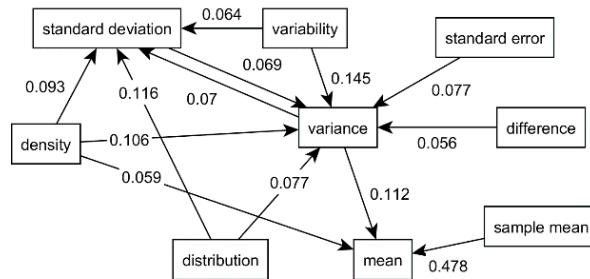 0.064
standard deviation
variability
standard error
0.069
0.093
0.145
0.077
0.07
0.116
variance
difference
density
0.106
0.056
0.059
0.077
0.112
sample mean
distribution
mean
0.478